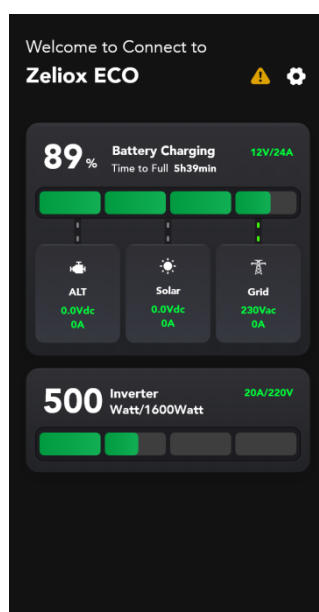 Welcome to Connect to
Zeliox ECO
89%
Battery Charging
Time to Full 5h39min
12V/24A
ALT
0.0Vdc
0A
Solar
0.0Vdc
0A
Grid
230Vac
0A
500
Inverter
Watt/1600Watt
20A/220V